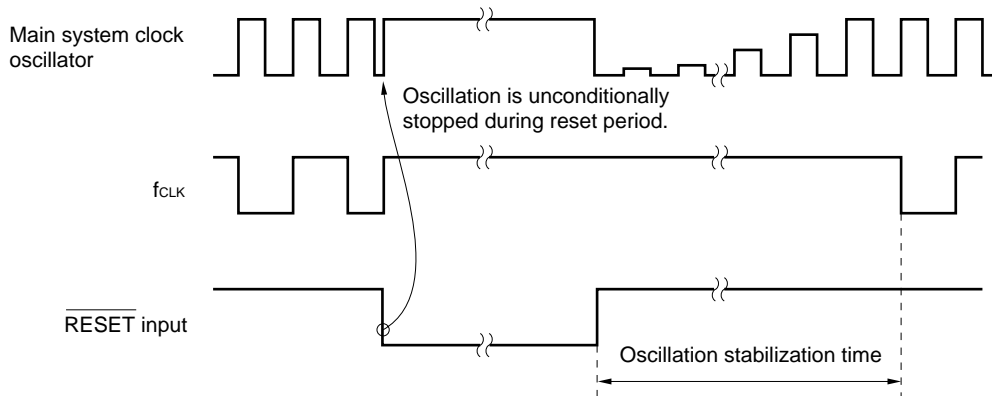 Main system clock
oscillator
Oscillation is unconditionally
stopped during reset period.
fCLK
RESET input
Oscillation stabilization time